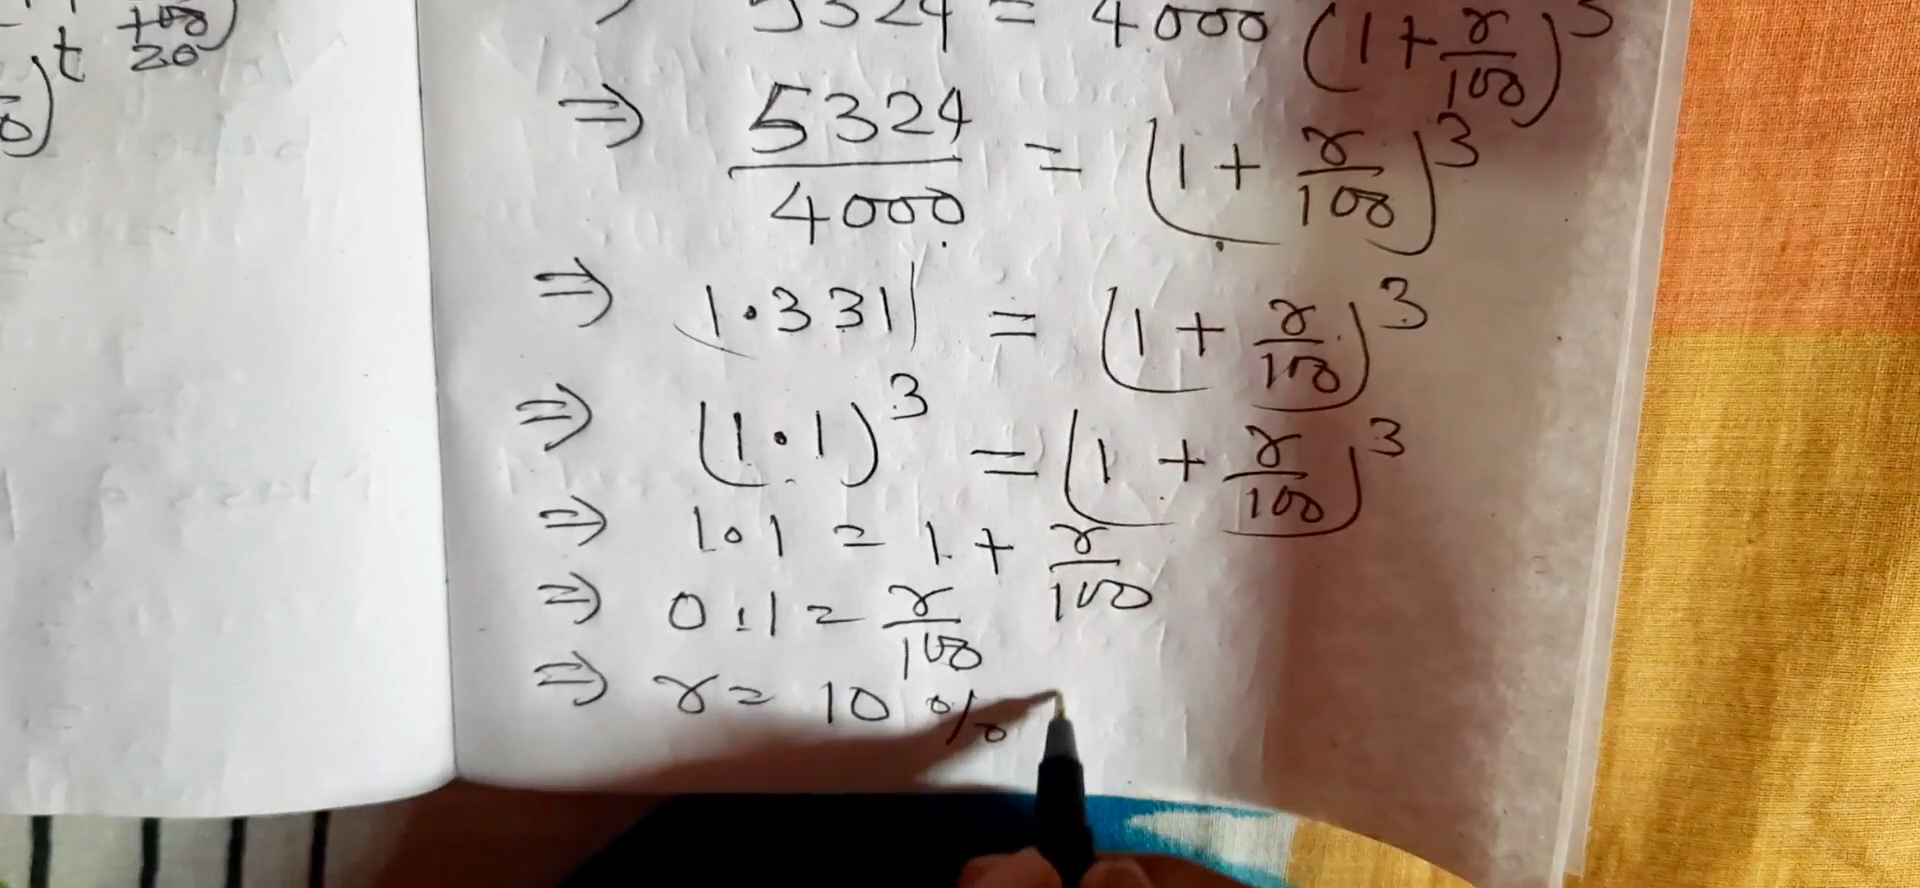 t 20
5324 = 4000 (1 + r/100)^3
⇒ 5324/4000 = (1 + r/100)^3
⇒ 1.331 = (1 + r/100)^3
⇒ (1.1)^3 = (1 + r/100)^3
⇒ 1.1 = 1 + r/100
⇒ 0.1 = r/100
⇒ r = 10 %